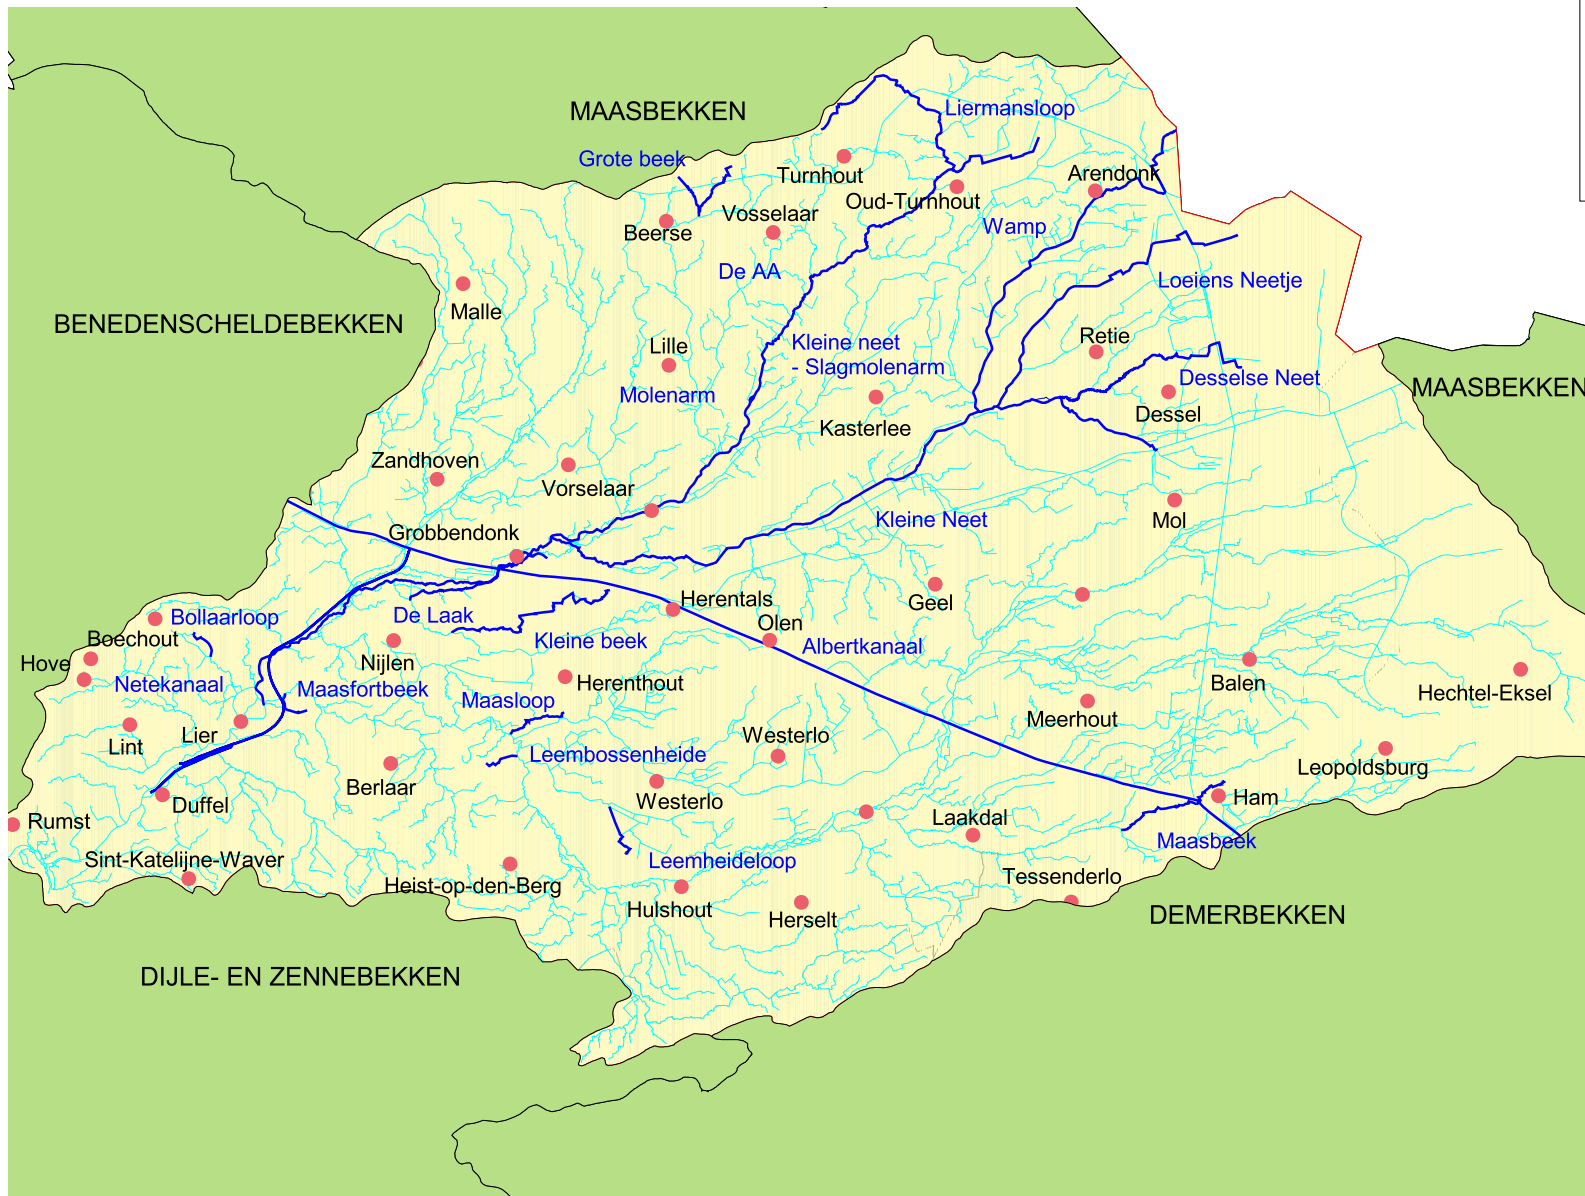 MAASBEKKEN
Liermansloop
Grote beek
Turnhout
Arendonk
Oud-Turnhout
Vosselaar
Beerse
Wamp
De AA
Loeiens Neetje
Malle
BENEDENSCHELDEBEKKEN
Kleine neet
- Slagmolenarm
Retie
Lille
Desselse Neet
MAASBEKKEN
Molenarm
Dessel
Kasterlee
Zandhoven
Vorselaar
Kleine Neet
Mol
Grobbendonk
Herentals
Geel
Bollaarloop
De Laak
Olen
Boechout
Kleine beek
Albertkanaal
Hove
Nijlen
Netekanaal
Maasfortbeek
Herenthout
Balen
Hechtel-Eksel
Maasloop
Meerhout
Lier
Lint
Westerlo
Leembossenheide
Leopoldsburg
Berlaar
Westerlo
Ham
Duffel
Laakdal
Rumst
Maasbeek
Sint-Katelijne-Waver
Leemheideloop
Tessenderlo
Heist-op-den-Berg
Hulshout
Herselt
DEMERBEKKEN
DIJLE- EN ZENNEBEKKEN